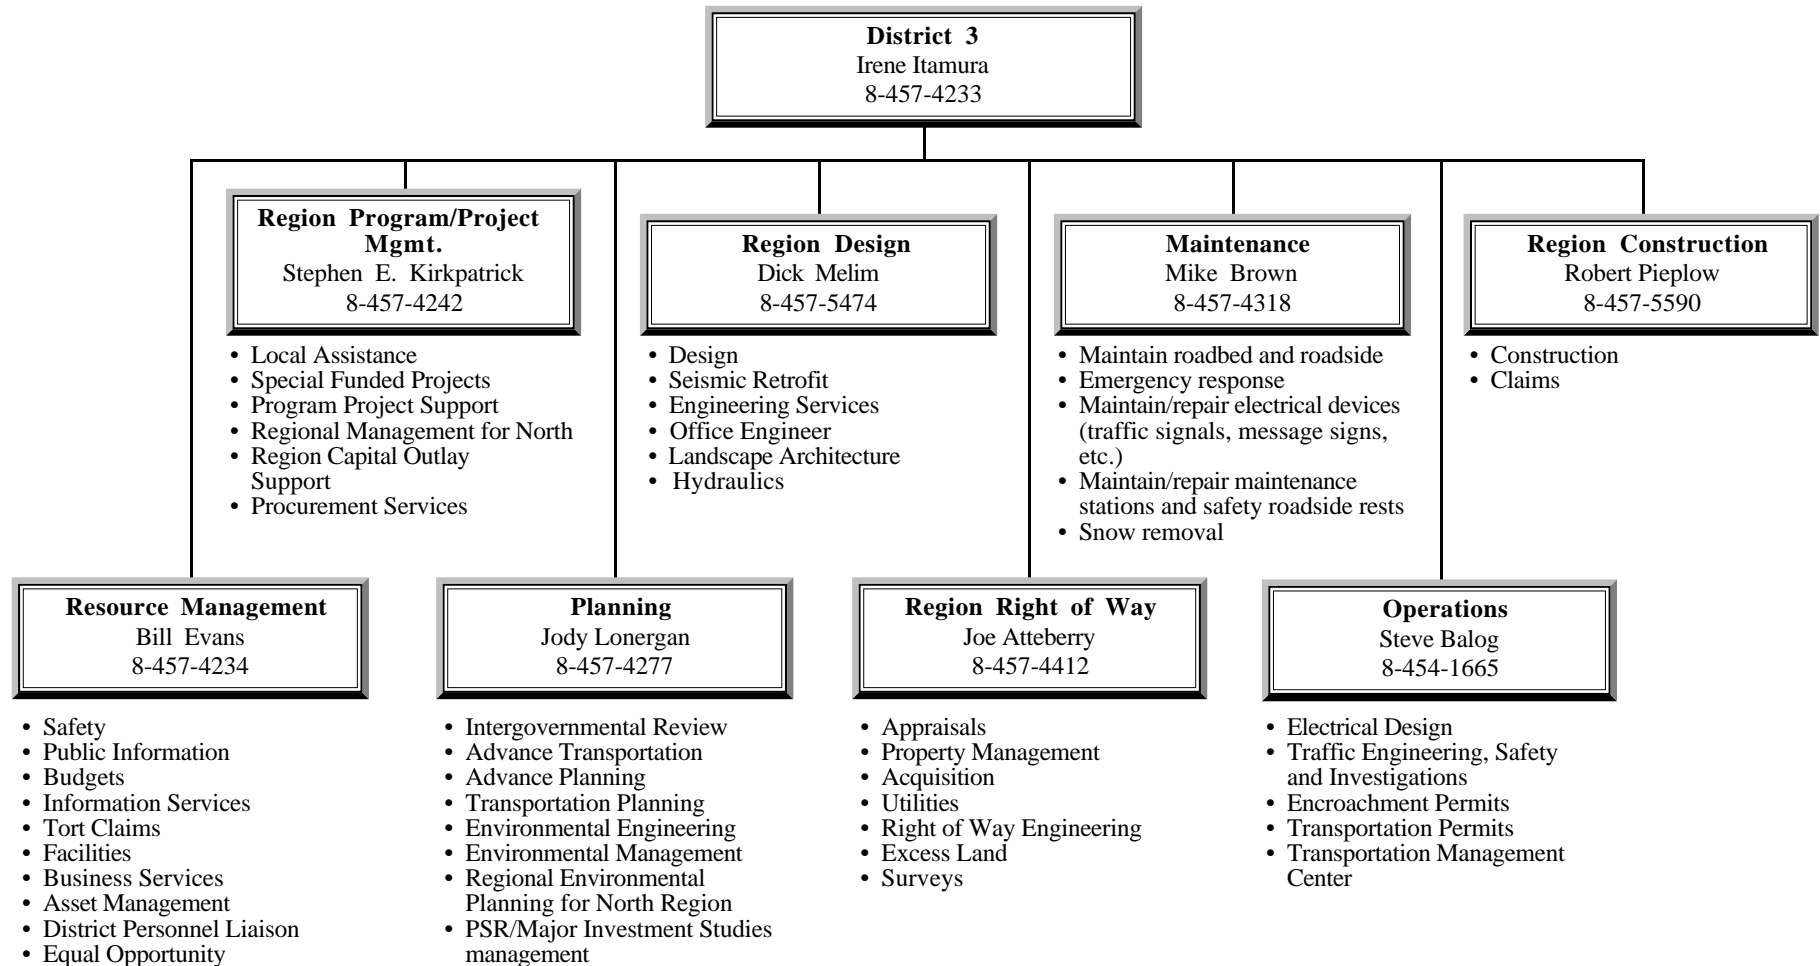 District 3
Irene Itamura
8-457-4233
Region Program/Project
Mgmt.
Stephen E. Kirkpatrick
8-457-4242
• Local Assistance
• Special Funded Projects
• Program Project Support
• Regional Management for North
• Region Capital Outlay
Support
• Procurement Services
Region Design
Dick Melim
8-457-5474
• Design
• Seismic Retrofit
• Engineering Services
• Office Engineer
• Landscape Architecture
• Hydraulics
Maintenance
Mike Brown
8-457-4318
• Maintain roadbed and roadside
• Emergency response
• Maintain/repair electrical devices
(traffic signals, message signs,
etc.)
• Maintain/repair maintenance
stations and safety roadside rests
• Snow removal
Region Construction
Robert Pieplow
8-457-5590
• Construction
• Claims
Resource Management
Bill Evans
8-457-4234
• Safety
• Public Information
• Budgets
• Information Services
• Tort Claims
• Facilities
• Business Services
• Asset Management
• District Personnel Liaison
• Equal Opportunity
Planning
Jody Lonergan
8-457-4277
• Intergovernmental Review
• Advance Transportation
• Advance Planning
• Transportation Planning
• Environmental Engineering
• Environmental Management
• Regional Environmental
Planning for North Region
• PSR/Major Investment Studies
management
Region Right of Way
Joe Atteberry
8-457-4412
• Appraisals
• Property Management
• Acquisition
• Utilities
• Right of Way Engineering
• Excess Land
• Surveys
Operations
Steve Balog
8-454-1665
• Electrical Design
• Traffic Engineering, Safety
and Investigations
• Encroachment Permits
• Transportation Permits
• Transportation Management
Center